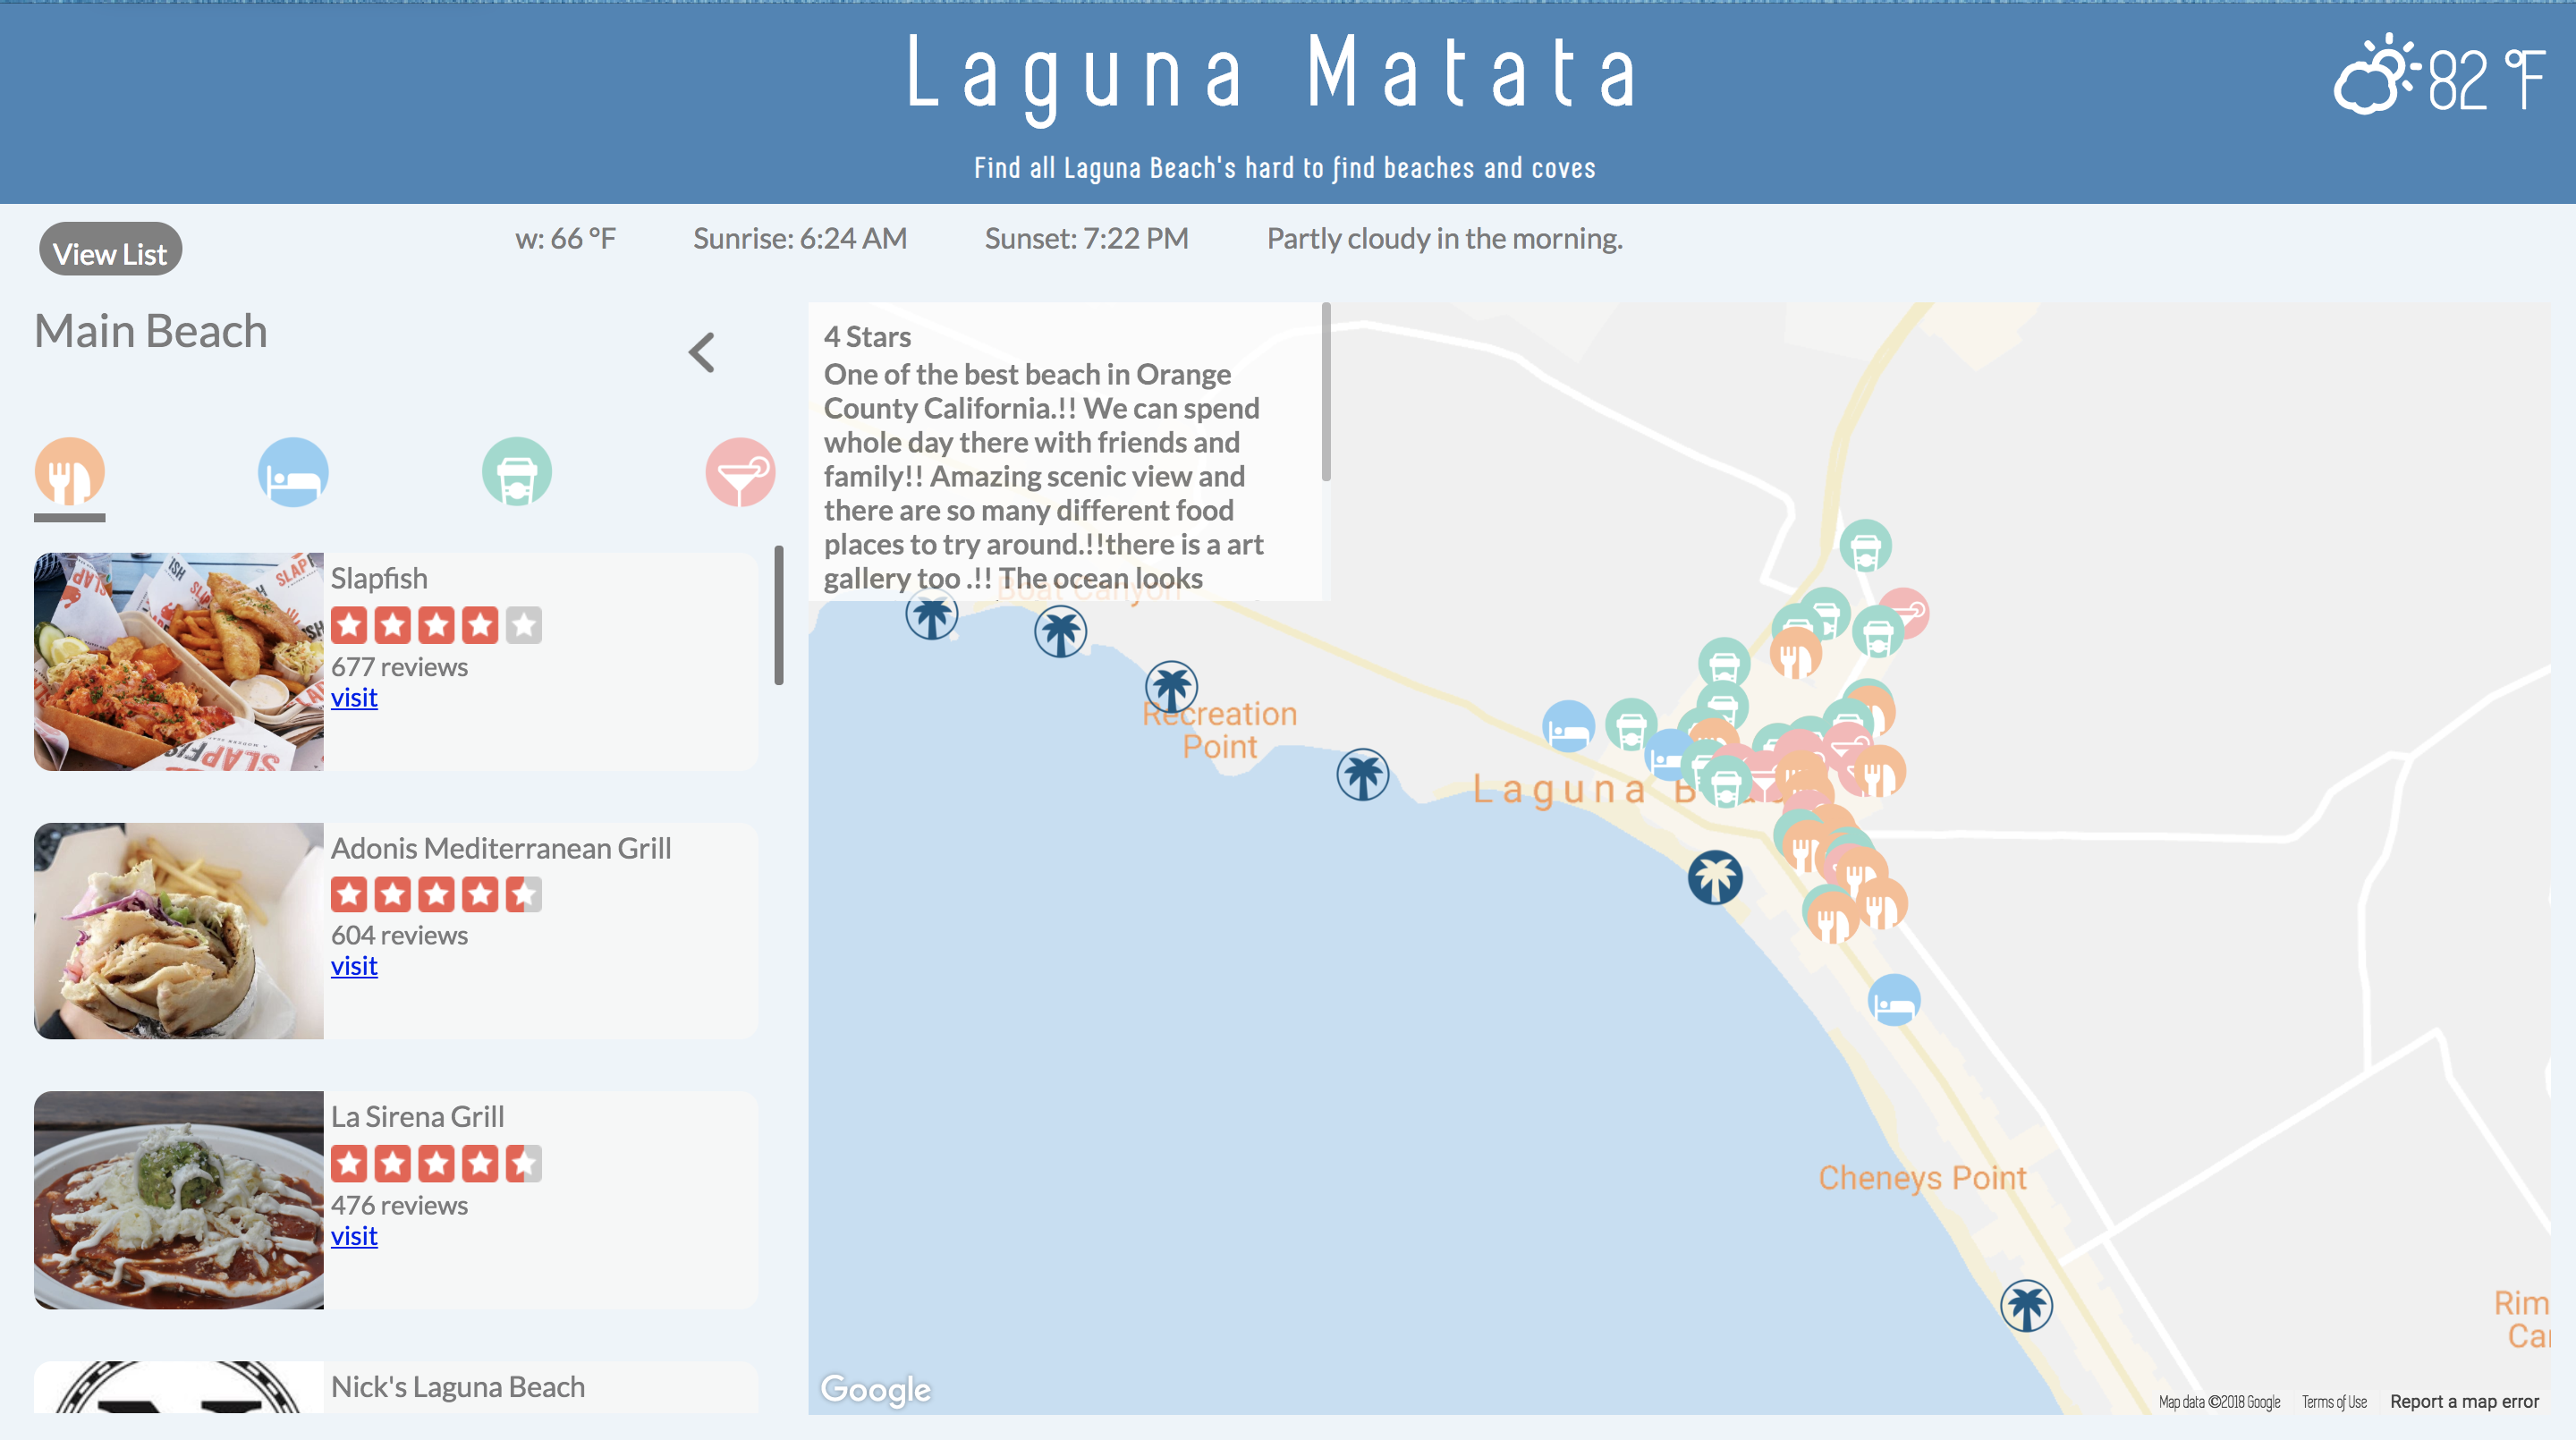 Laguna Matata
82 °F
Find all Laguna Beach's hard to find beaches and coves
View List
w: 66 °F
Sunrise: 6:24 AM
Sunset: 7:22 PM
Partly cloudy in the morning.
Main Beach
Slapfish
677 reviews
visit
Adonis Mediterranean Grill
604 reviews
visit
La Sirena Grill
476 reviews
visit
Nick's Laguna Beach
4 Stars
One of the best beach in Orange
County California.!! We can spend
whole day there with friends and
family!! Amazing scenic view and
there are so many different food
places to try around.!!there is a art
gallery too .!! The ocean looks
Boat Canyon
Recreation
Point
Laguna
Cheneys Point
Rim
Google
Map data ©2018 Google
Terms of Use
Report a map error